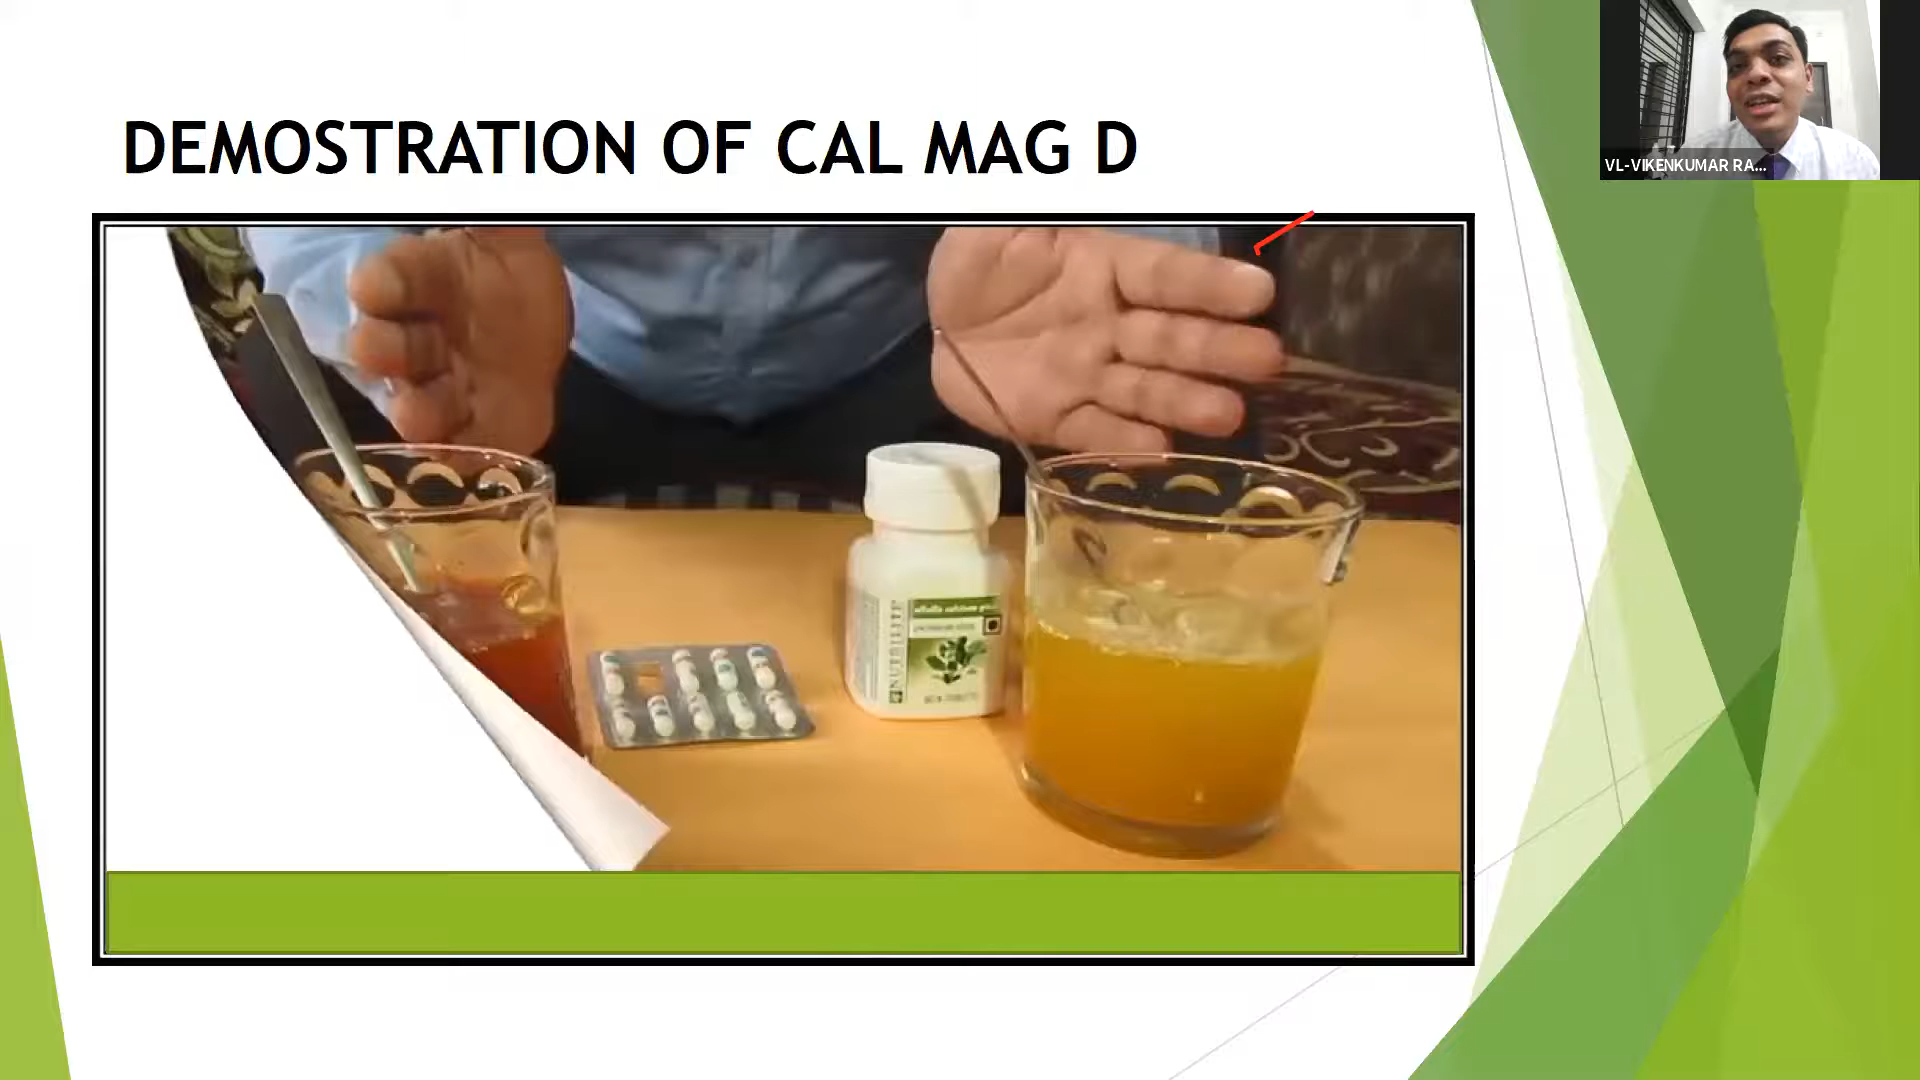 DEMOSTRATION OF CAL MAG D
VL-VIKENKUMAR RA...
NUTRILITE